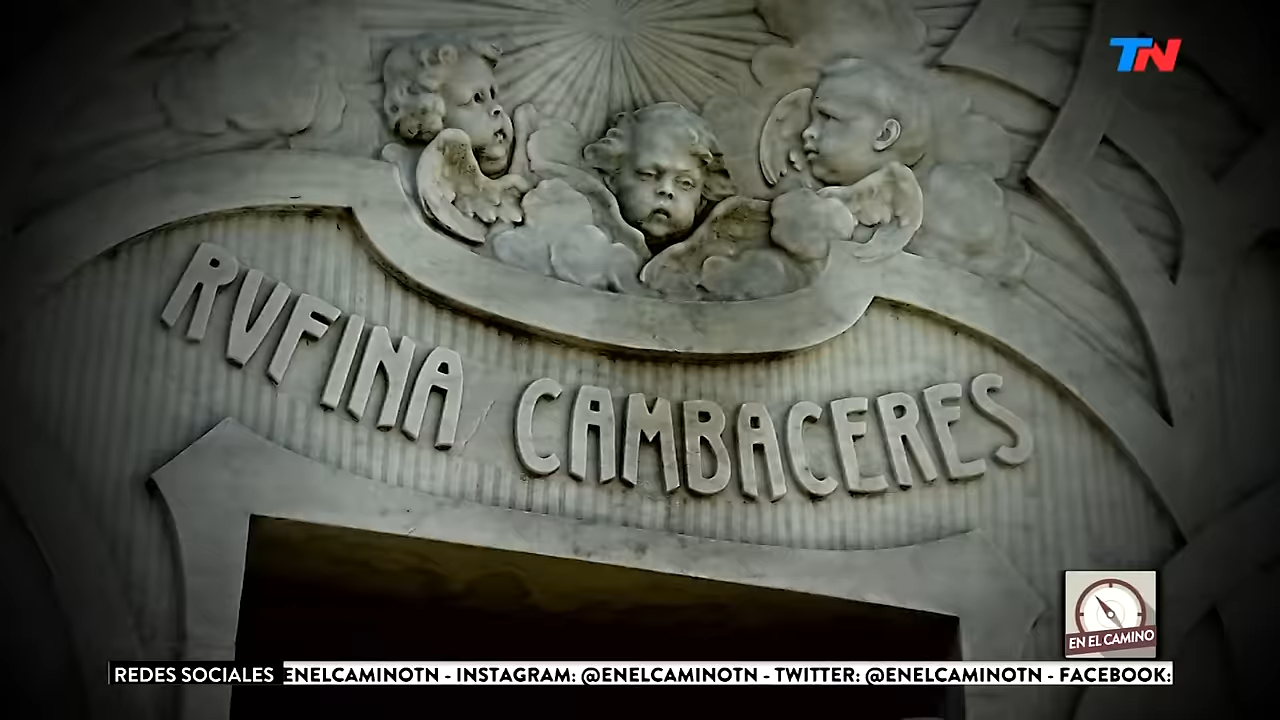 TN
RVFINA CAMBACERES
EN EL CAMINO
REDES SOCIALES ENELCAMINOTN - INSTAGRAM: @ENELCAMINOTN - TWITTER: @ENELCAMINOTN - FACEBOOK: